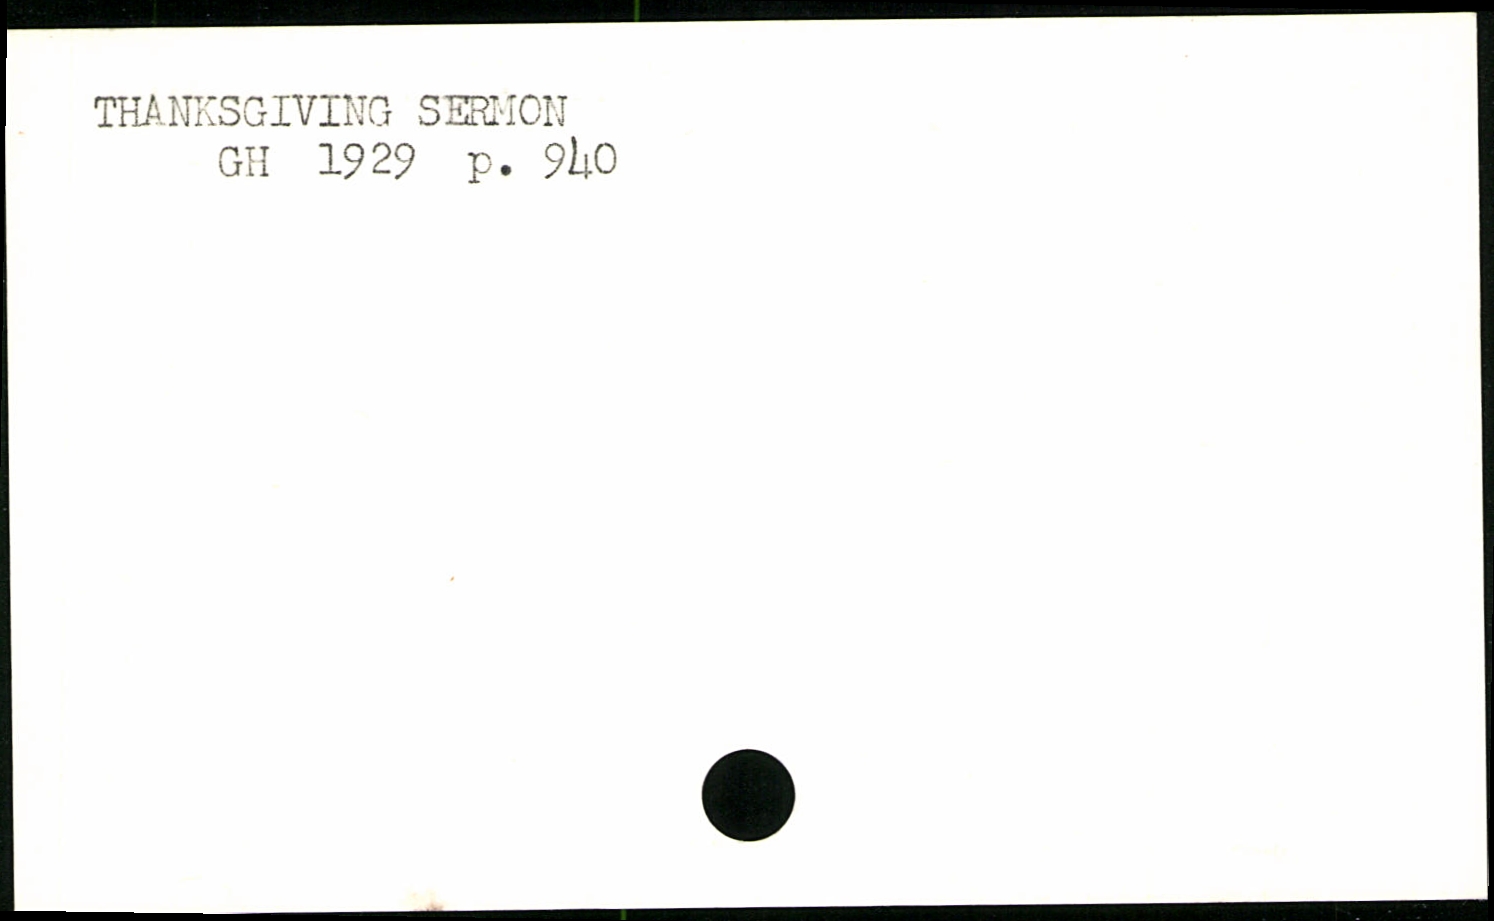 THANKSGIVING SERMON
GH 1929 p. 940